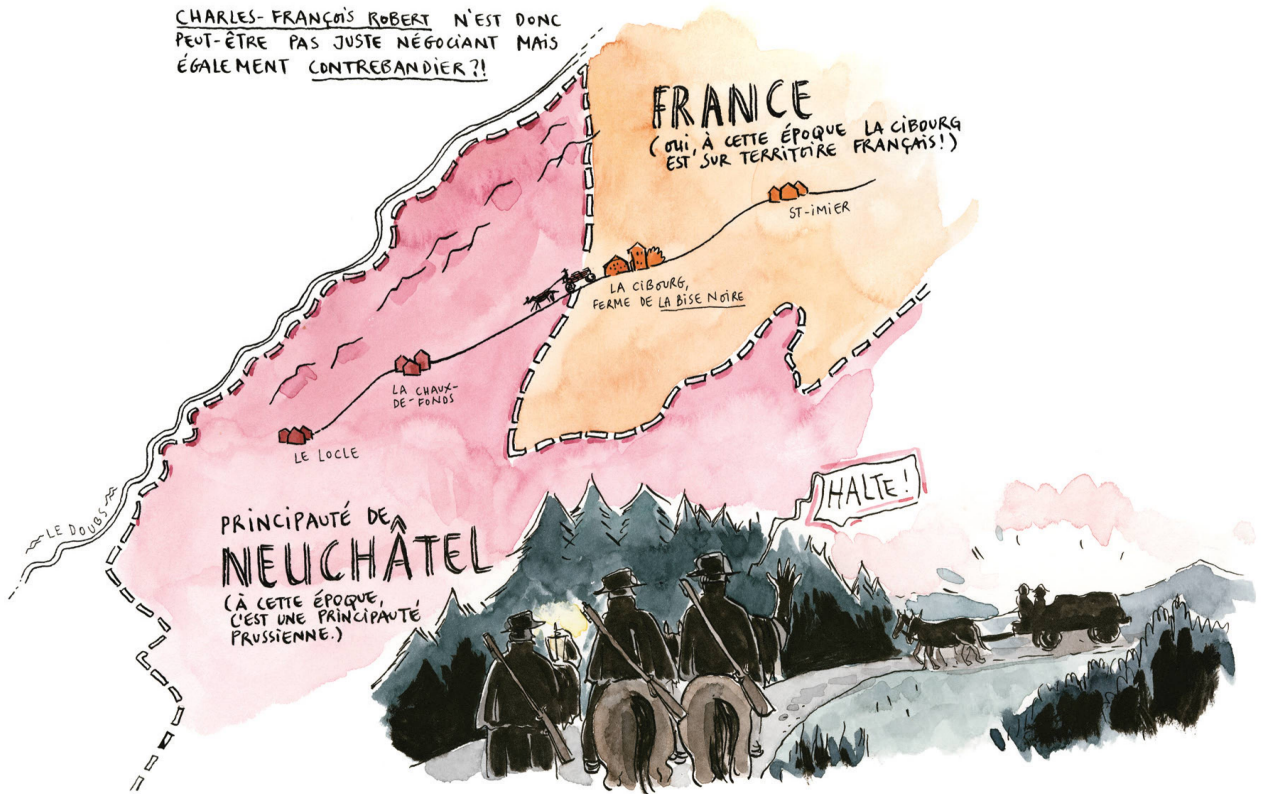 CHARLES-FRANÇOIS ROBERT N'EST DONC
PEUT-ÊTRE PAS JUSTE NÉGOCIANT MAIS
ÉGALEMENT CONTREBANDIER?!
FRANCE
(OUI, À CETTE ÉPOQUE LA CIBOURG
EST SUR TERRITOIRE FRANÇAIS!)
ST-IMIER
LA CIBOURG,
FERME DE LA BISE NOIRE
LA CHAUX-
DE-FONDS
LE LOCLE
LE DOUBS
PRINCIPAUTÉ DE
NEUCHÂTEL
(À CETTE ÉPOQUE,
C'EST UNE PRINCIPAUTÉ
PRUSSIENNE.)
HALTE!